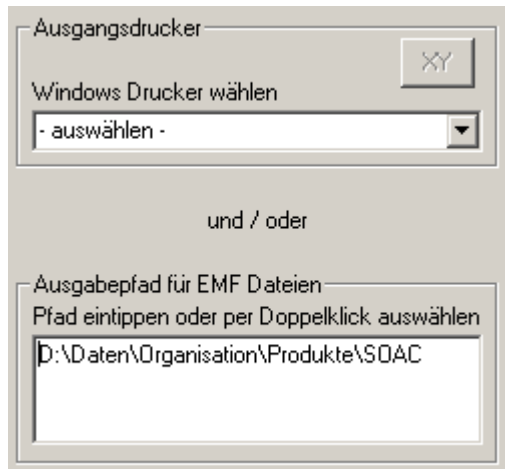 Ausgangsdrucker
XY
Windows Drucker wählen
- auswählen -
und / oder
Ausgabepfad für EMF Dateien
Pfad eintippen oder per Doppelklick auswählen
D:\Daten\Organisation\Produkte\SOAC